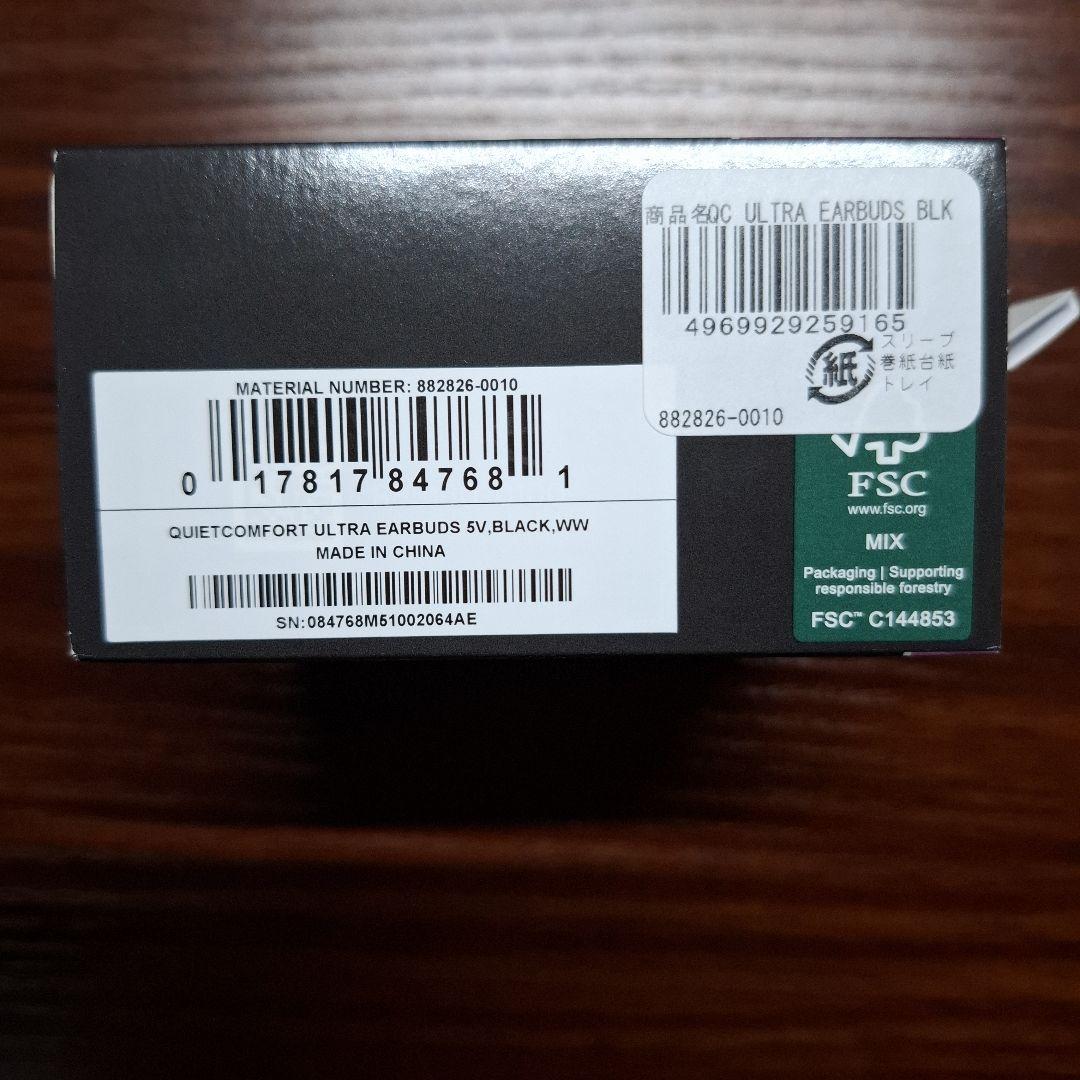 商品名QC ULTRA EARBUDS BLK
4969929259165
紙
スリーブ
巻紙台紙
トレイ
882826-0010
MATERIAL NUMBER: 882826-0010
0 17817 84768 1
QUIETCOMFORT ULTRA EARBUDS 5V,BLACK,WW
MADE IN CHINA
SN:084768M51002064AE
FSC
www.fsc.org
MIX
Packaging | Supporting
responsible forestry
FSC™ C144853